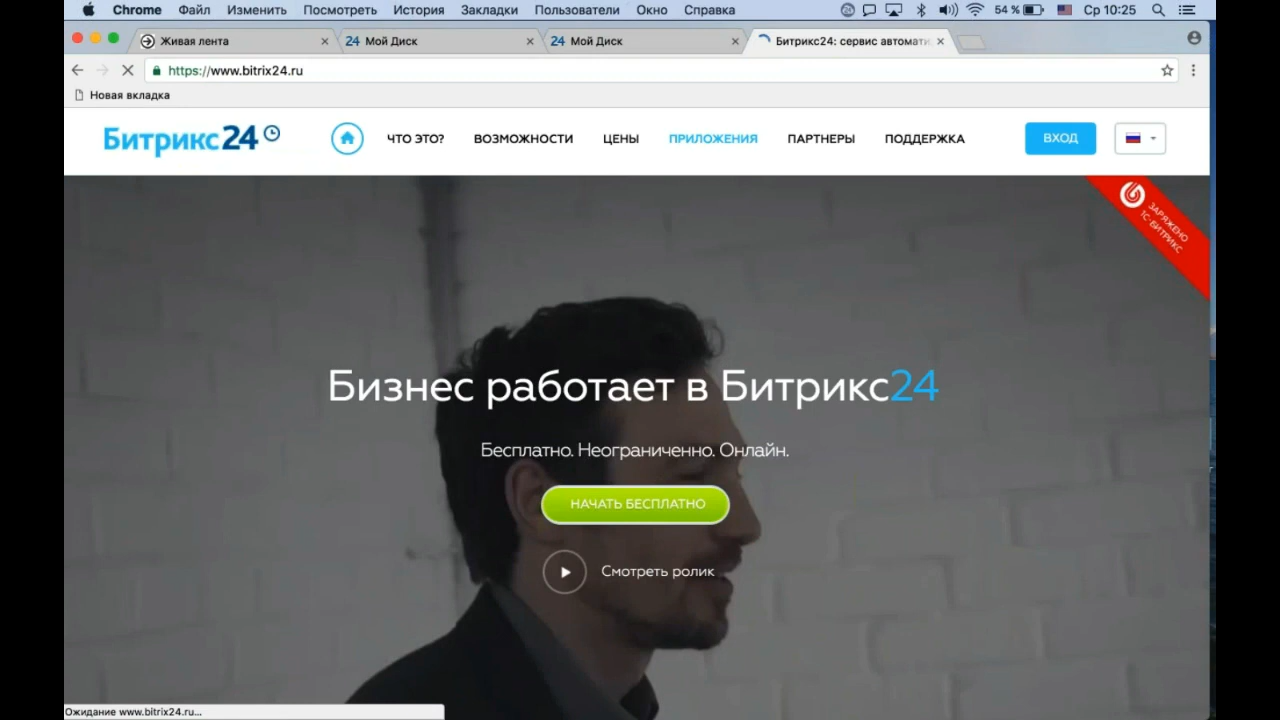 Chrome Файл Изменить Посмотреть История Закладки Пользователи Окно Справка 54 % Ср 10:25
Живая лента 24 Мой Диск 24 Мой Диск Битрикс24: сервис автомати
https://www.bitrix24.ru
Новая вкладка
Битрикс24 ЧТО ЭТО? ВОЗМОЖНОСТИ ЦЕНЫ ПРИЛОЖЕНИЯ ПАРТНЕРЫ ПОДДЕРЖКА ВХОД
ЗАРЯЖЕНО
1С-БИТРИКС
Бизнес работает в Битрикс24
Бесплатно. Неограниченно. Онлайн.
НАЧАТЬ БЕСПЛАТНО
Смотреть ролик
Ожидание www.bitrix24.ru...